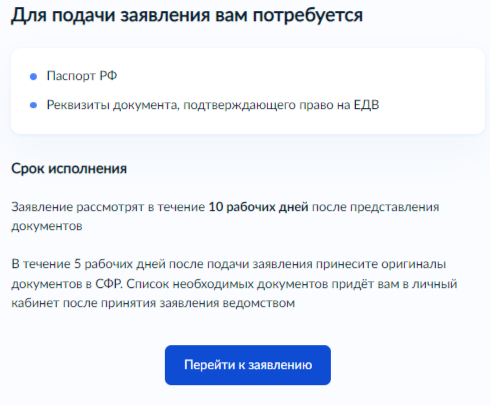 Для подачи заявления вам потребуется
Паспорт РФ
Реквизиты документа, подтверждающего право на ЕДВ
Срок исполнения
Заявление рассмотрят в течение 10 рабочих дней после представления
документов
В течение 5 рабочих дней после подачи заявления принесите оригиналы
документов в СФР. Список необходимых документов придёт вам в личный
кабинет после принятия заявления ведомством
Перейти к заявлению